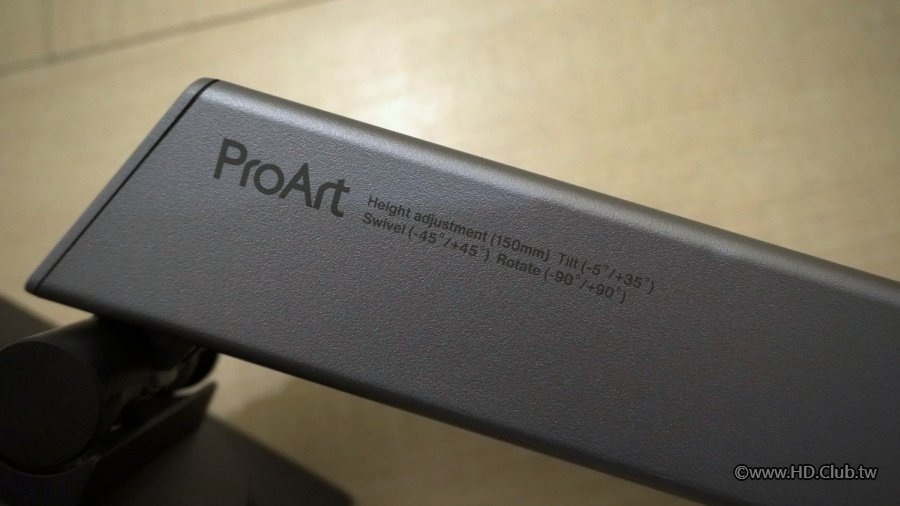 ProArt
Height adjustment (150mm) Tilt (-5°/+35°)
Swivel (-45°/+45°) Rotate (-90°/+90°)
©www.HD.Club.tw